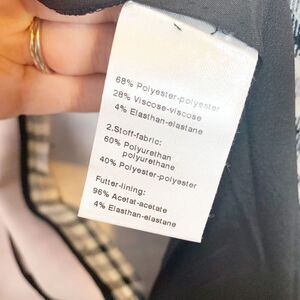 68% Polyester-polyester
28% Viscose-viscose
4% Elasthan-elastane
2.Stoff-fabric:
60% Polyurethan
polyurethane
40% Polyester-polyester
Futter-lining:
96% Acetat-acetate
4% Elasthan-elastane